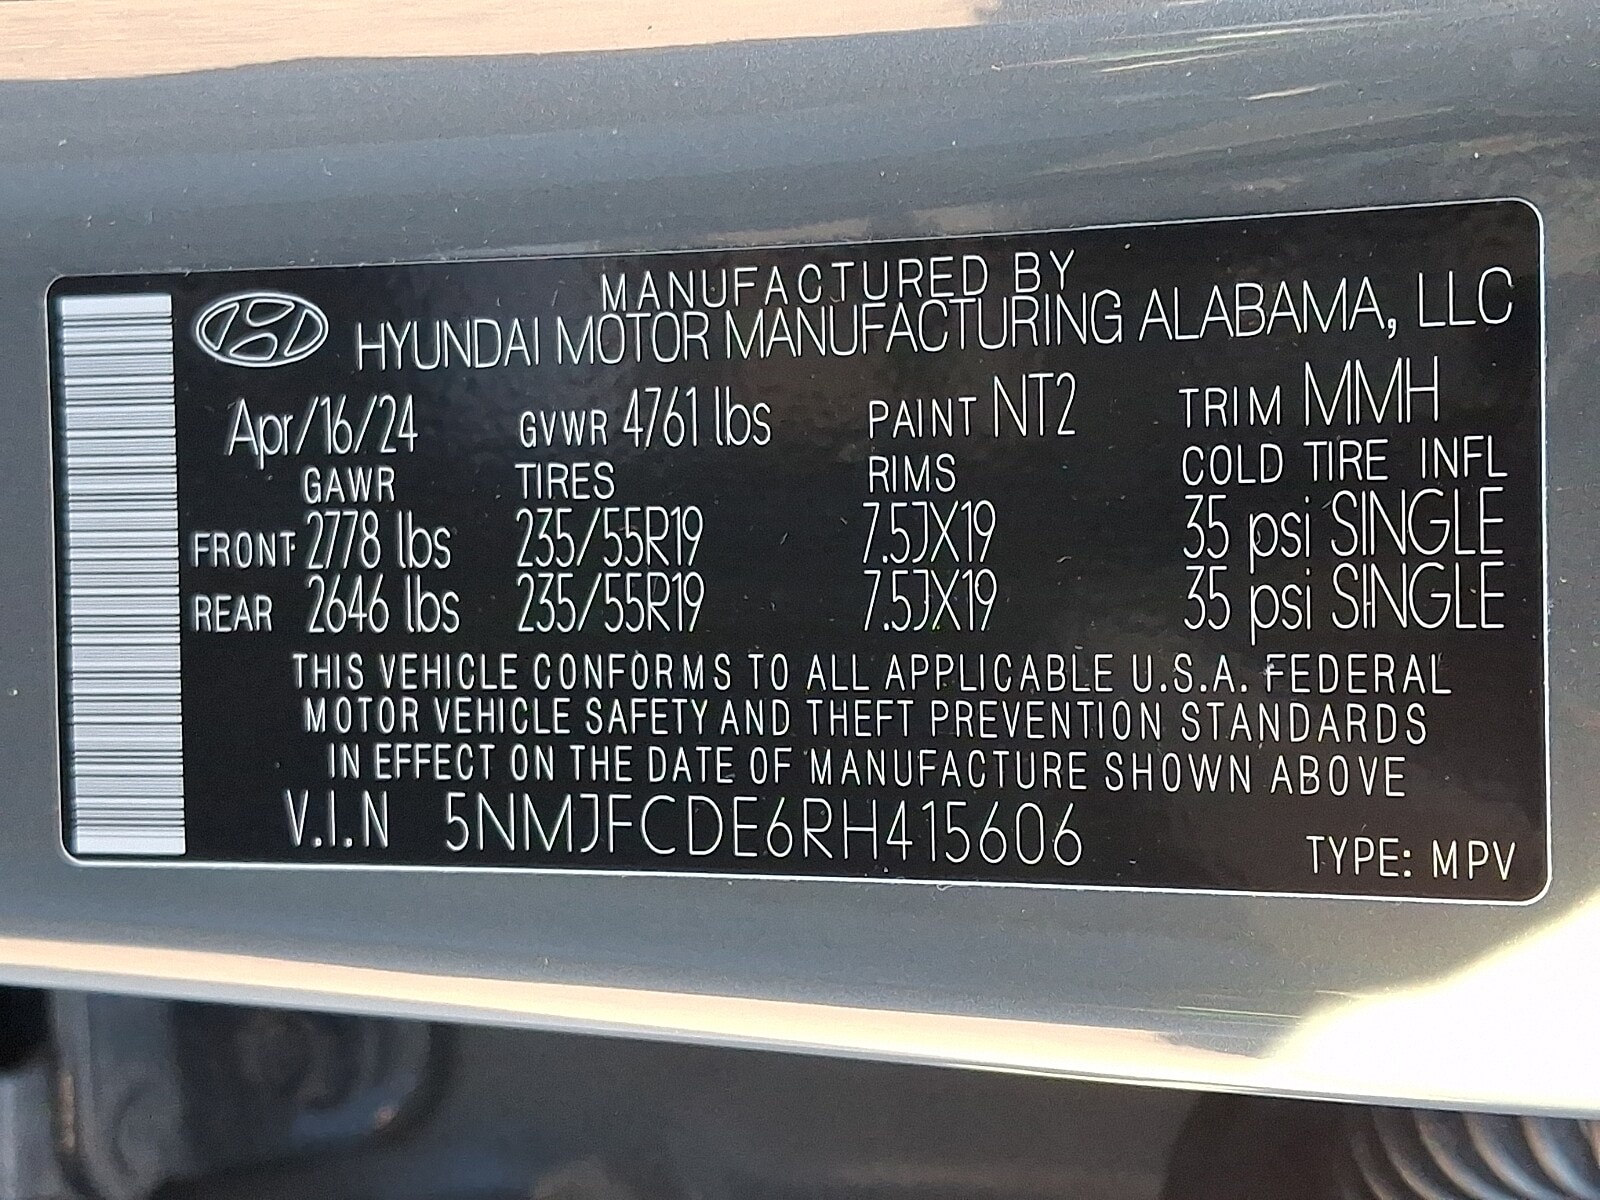 MANUFACTURED BY
HYUNDAI MOTOR MANUFACTURING ALABAMA, LLC
Apr/16/24 GVWR 4761 lbs PAINT NT2 TRIM MMH
GAWR TIRES RIMS COLD TIRE INFL
FRONT 2778 lbs 235/55R19 7.5JX19 35 psi SINGLE
REAR 2646 lbs 235/55R19 7.5JX19 35 psi SINGLE
THIS VEHICLE CONFORMS TO ALL APPLICABLE U.S.A. FEDERAL
MOTOR VEHICLE SAFETY AND THEFT PREVENTION STANDARDS
IN EFFECT ON THE DATE OF MANUFACTURE SHOWN ABOVE
V.I.N 5NMJFCDE6RH415606 TYPE: MPV